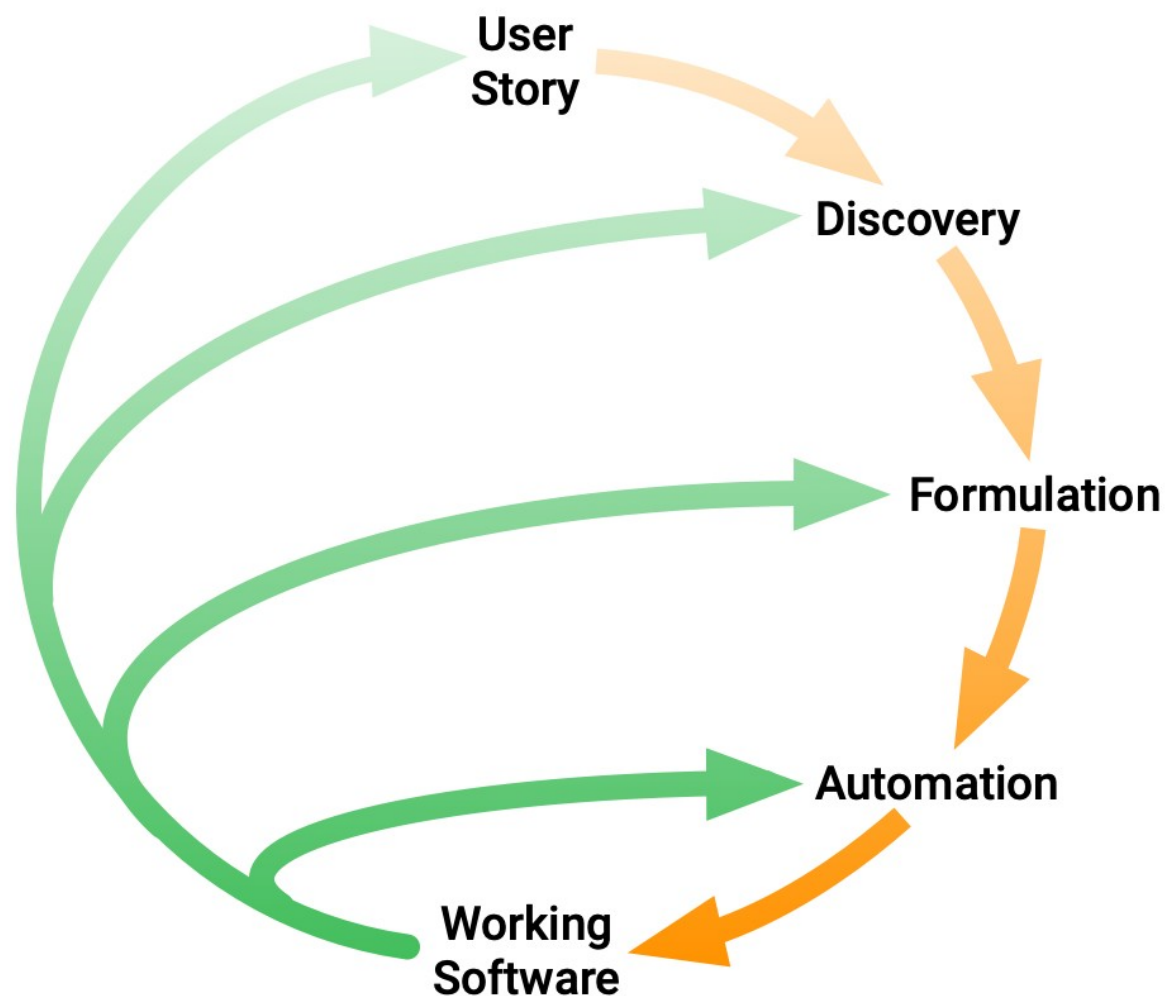 User
Story
Discovery
Formulation
Automation
Working
Software